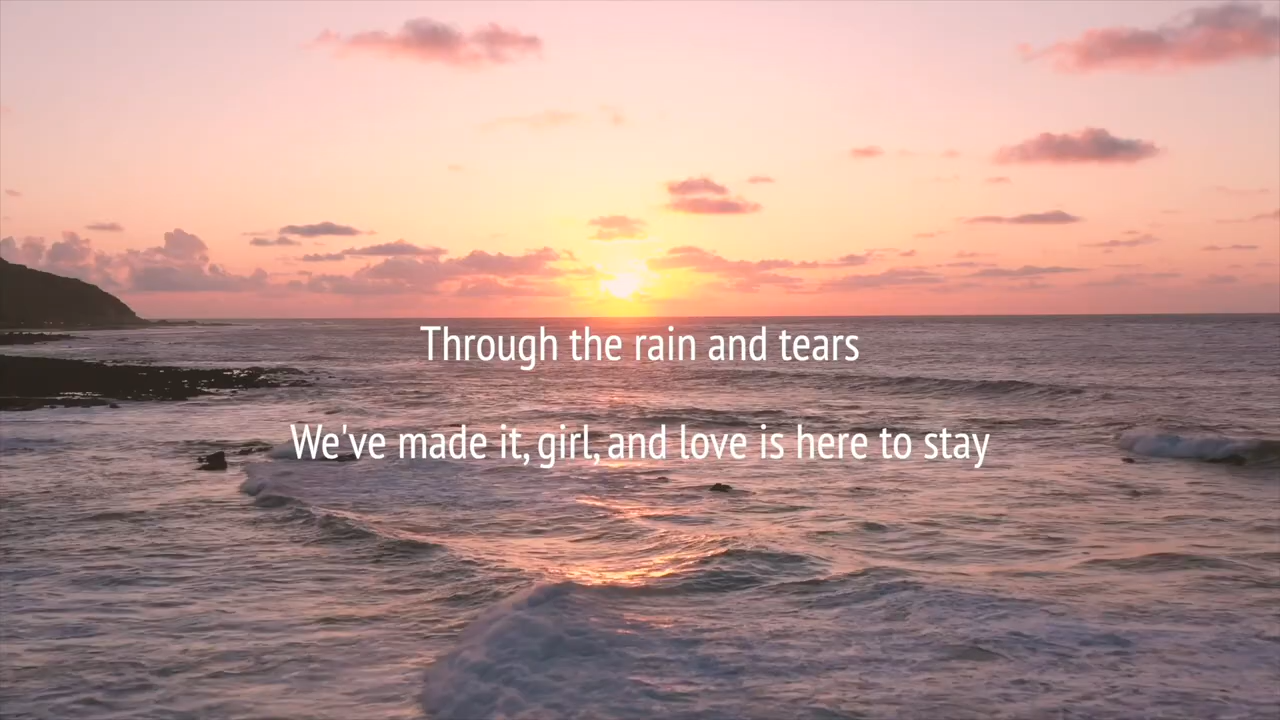 Through the rain and tears
We've made it, girl, and love is here to stay